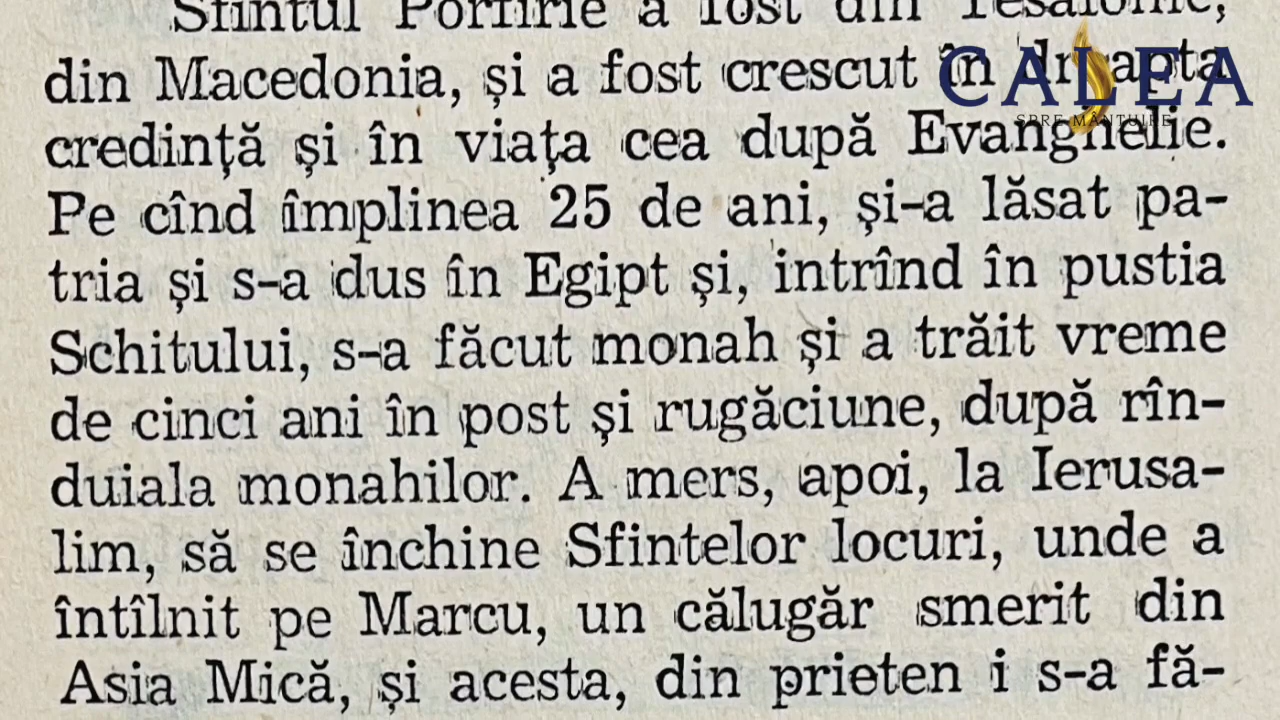 Sfîntul Porfirie a fost din Tesalonic,
din Macedonia, și a fost crescut în dreapta
credință și în viața cea după Evanghelie.
Pe cînd împlinea 25 de ani, și-a lăsat pa-
tria și s-a dus în Egipt și, intrînd în pustia
Schitului, s-a făcut monah și a trăit vreme
de cinci ani în post și rugăciune, după rîn-
duiala monahilor. A mers, apoi, la Ierusa-
lim, să se închine Sfintelor locuri, unde a
întîlnit pe Marcu, un călugăr smerit din
Asia Mică, și acesta, din prieten i s-a fă-
CALEA
SPRE MÂNTUIRE